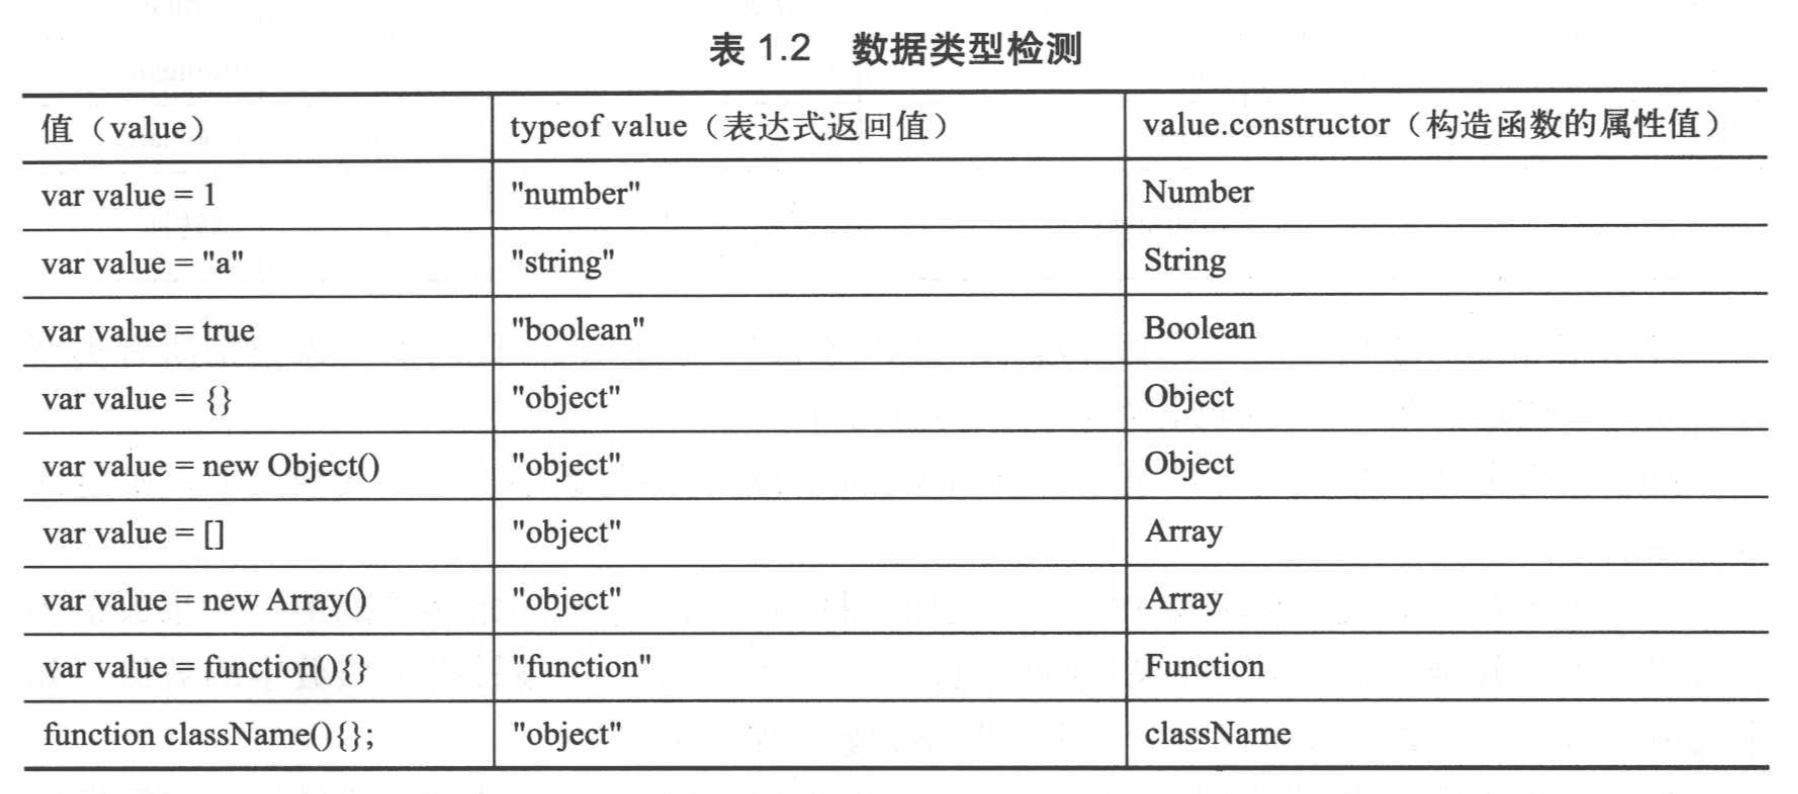 表 1.2 数据类型检测
值（value） typeof value（表达式返回值） value.constructor（构造函数的属性值）
var value = 1 "number" Number
var value = "a" "string" String
var value = true "boolean" Boolean
var value = {} "object" Object
var value = new Object() "object" Object
var value = [] "object" Array
var value = new Array() "object" Array
var value = function(){} "function" Function
function className(){}; "object" className